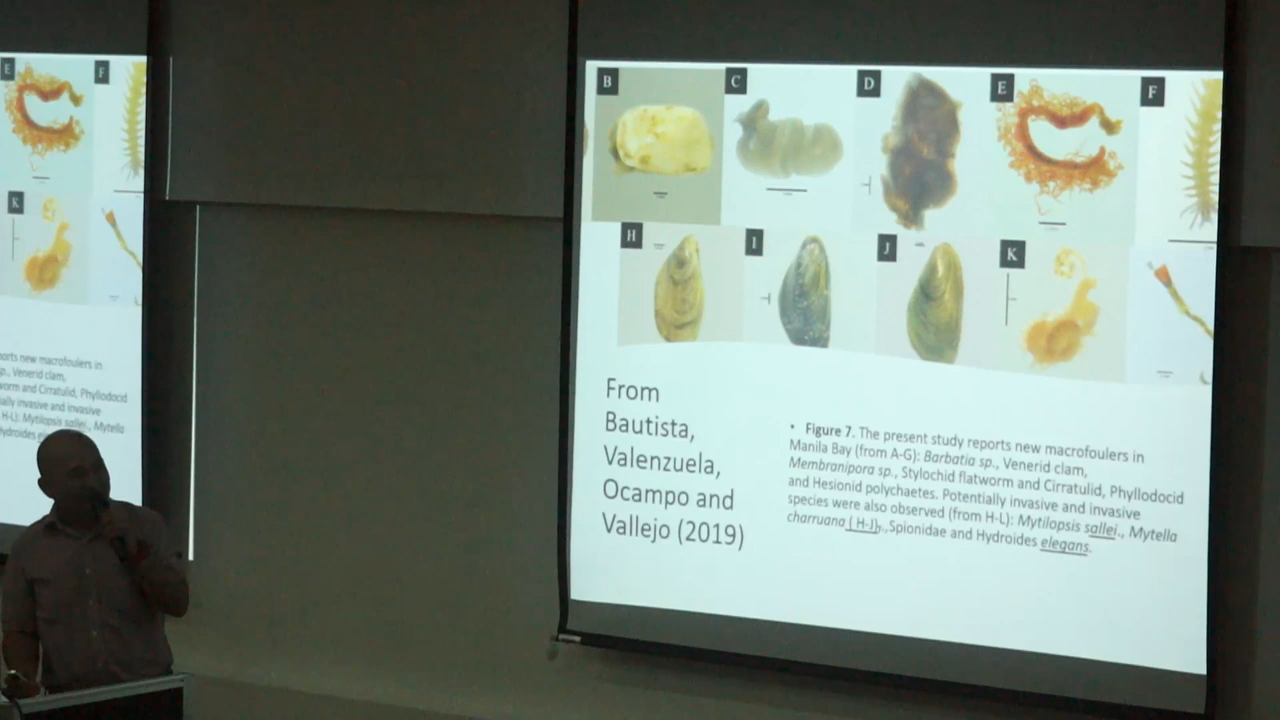 E
F
K
orts new macrofoulers in
sp., Venerid clam,
worm and Cirratulid, Phyllodocid
ially invasive and invasive
H-L): Mytilopsis sallei., Mytella
B
C
D
E
F
H
I
J
K
From
Bautista,
Valenzuela,
Ocampo and
Vallejo (2019)
• Figure 7. The present study reports new macrofoulers in
Manila Bay (from A-G): Barbatia sp., Venerid clam,
Membranipora sp., Stylochid flatworm and Cirratulid, Phyllodocid
and Hesionid polychaetes. Potentially invasive and invasive
species were also observed (from H-L): Mytilopsis sallei., Mytella
charruana ( H-J)., Spionidae and Hydroides elegans.